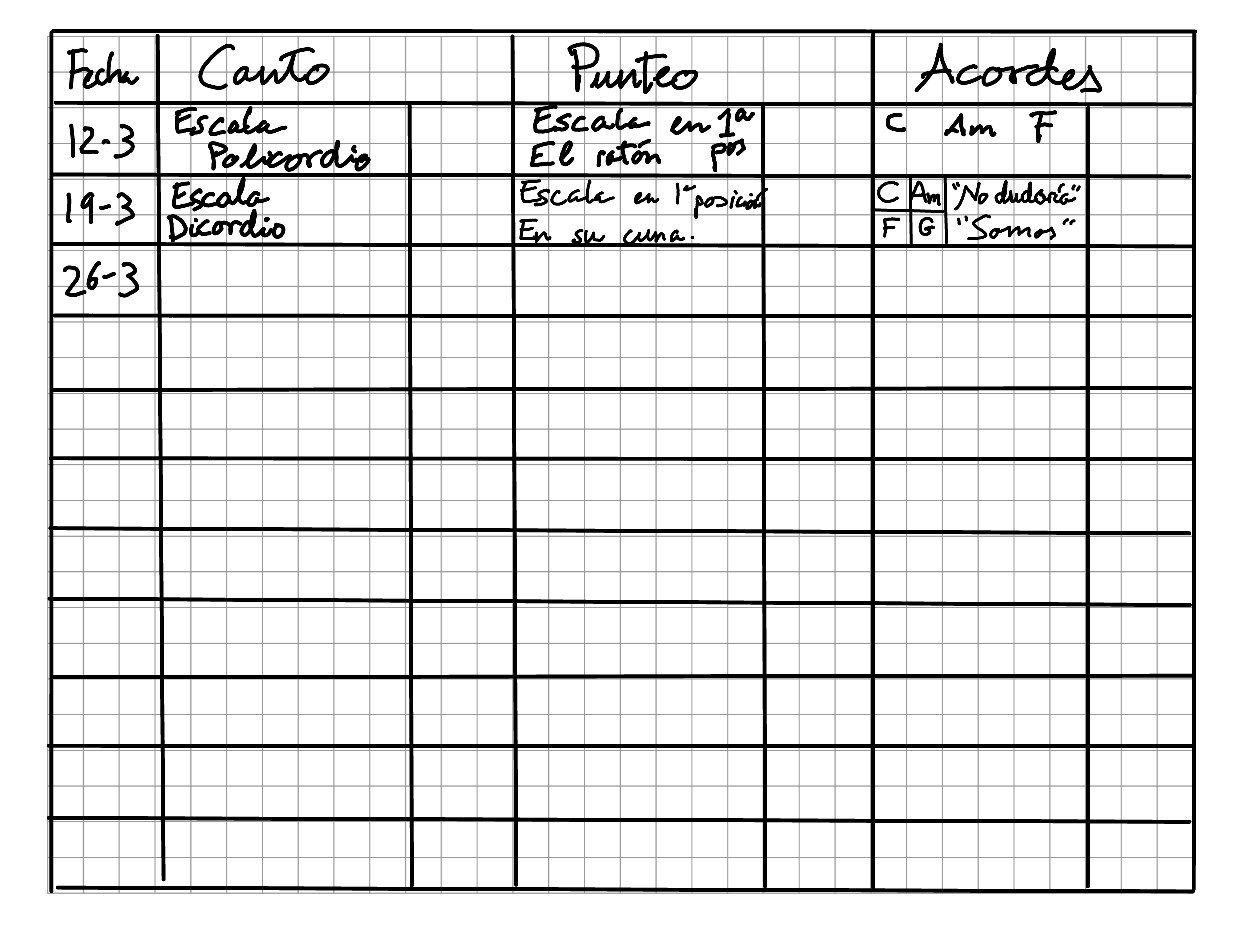 Fecha Canto Punteo Acordes
12-3 Escala Escala en 1ª C Am F
Policordio El ratón pos
19-3 Escala Escala en 1ª posición C Am "No dudaría"
Dicordio En su cuna. F G "Somos"
26-3